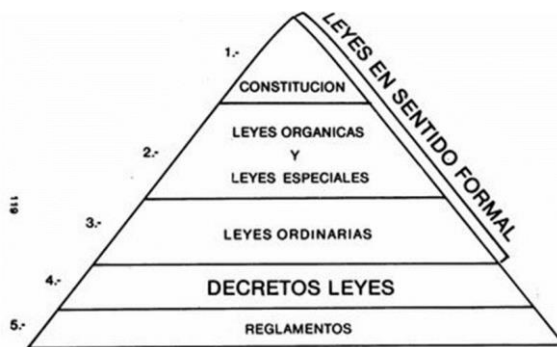 LEYES EN SENTIDO FORMAL
1.-
CONSTITUCION
2.-
LEYES ORGANICAS
Y
LEYES ESPECIALES
3.-
LEYES ORDINARIAS
4.-
DECRETOS LEYES
5.-
REGLAMENTOS
119